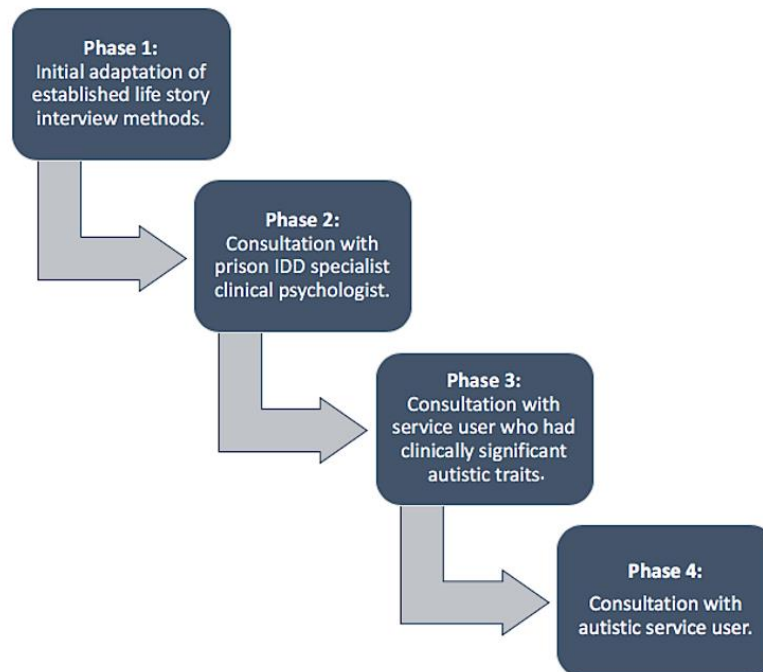 Phase 1:
Initial adaptation of
established life story
interview methods.
Phase 2:
Consultation with
prison IDD specialist
clinical psychologist.
Phase 3:
Consultation with
service user who had
clinically significant
autistic traits.
Phase 4:
Consultation with
autistic service user.